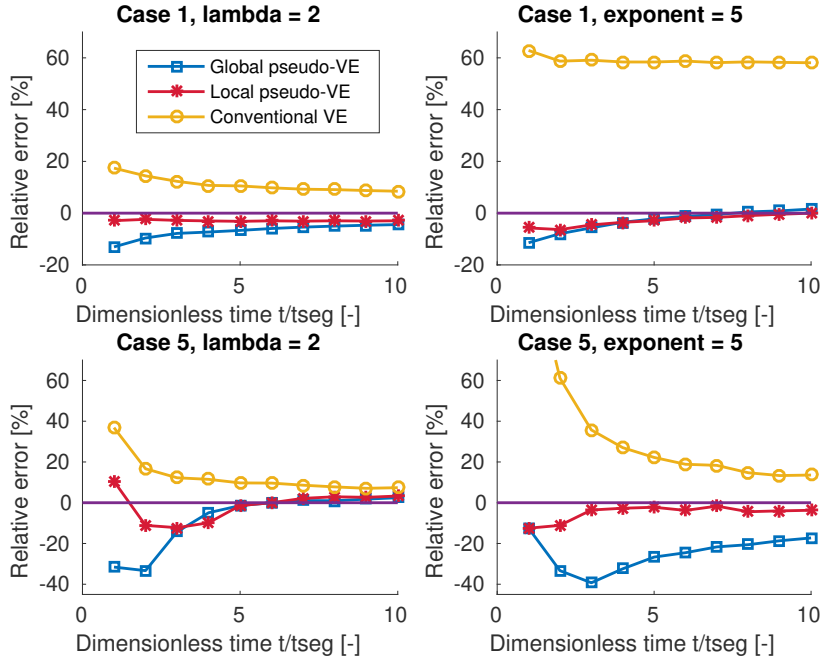 Case 1, lambda = 2
Case 1, exponent = 5
Relative error [%]
60
40
20
0
-20
Global pseudo-VE
Local pseudo-VE
Conventional VE
0
5
10
Dimensionless time t/tseg [-]
Relative error [%]
60
40
20
0
-20
0
5
10
Dimensionless time t/tseg [-]
Case 5, lambda = 2
Case 5, exponent = 5
Relative error [%]
60
40
20
0
-20
-40
0
5
10
Dimensionless time t/tseg [-]
Relative error [%]
60
40
20
0
-20
-40
0
5
10
Dimensionless time t/tseg [-]